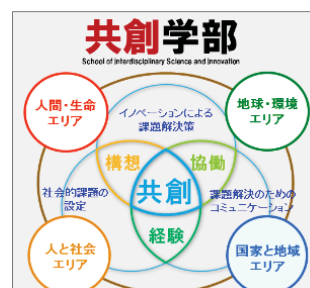 共創学部
School of Interdisciplinary Science and Innovation
人間・生命
エリア
地球・環境
エリア
イノベーションによる
課題解決策
構想
協働
共創
社会的課題の
設定
課題解決のための
コミュニケーション
経験
人と社会
エリア
国家と地域
エリア